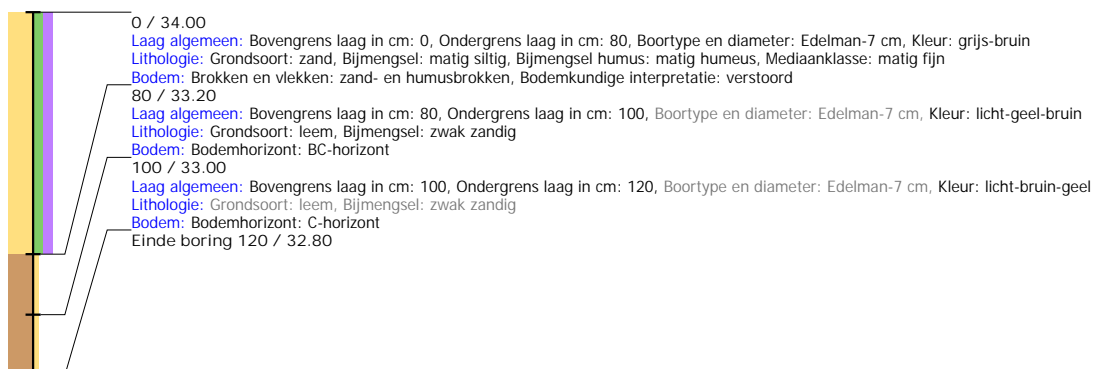 0 / 34.00
Laag algemeen: Bovengrens laag in cm: 0, Ondergrens laag in cm: 80, Boortype en diameter: Edelman-7 cm, Kleur: grijs-bruin
Lithologie: Grondsoort: zand, Bijmengsel: matig siltig, Bijmengsel humus: matig humeus, Mediaanklasse: matig fijn
Bodem: Brokken en vlekken: zand- en humusbrokken, Bodemkundige interpretatie: verstoord
80 / 33.20
Laag algemeen: Bovengrens laag in cm: 80, Ondergrens laag in cm: 100, Boortype en diameter: Edelman-7 cm, Kleur: licht-geel-bruin
Lithologie: Grondsoort: leem, Bijmengsel: zwak zandig
Bodem: Bodemhorizont: BC-horizont
100 / 33.00
Laag algemeen: Bovengrens laag in cm: 100, Ondergrens laag in cm: 120, Boortype en diameter: Edelman-7 cm, Kleur: licht-bruin-geel
Lithologie: Grondsoort: leem, Bijmengsel: zwak zandig
Bodem: Bodemhorizont: C-horizont
Einde boring 120 / 32.80